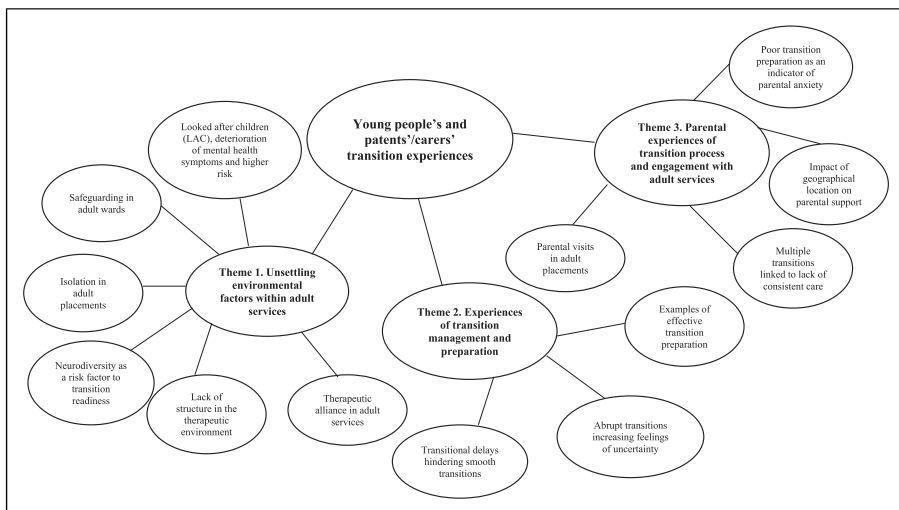 Young people's and
patents'/carers'
transition experiences
Looked after children
(LAC), deterioration
of mental health
symptoms and higher
risk
Safeguarding in
adult wards
Isolation in
adult
placements
Neurodiversity as
a risk factor to
transition
readiness
Lack of
structure in the
therapeutic
environment
Therapeutic
alliance in adult
services
Theme 1. Unsettling
environmental
factors within adult
services
Theme 2. Experiences
of transition
management and
preparation
Examples of
effective
transition
preparation
Abrupt transitions
increasing feelings
of uncertainty
Transitional delays
hindering smooth
transitions
Theme 3. Parental
experiences of
transition process
and engagement with
adult services
Poor transition
preparation as an
indicator of
parental anxiety
Impact of
geographical
location on
parental support
Multiple
transitions
linked to lack of
consistent care
Parental visits
in adult
placements